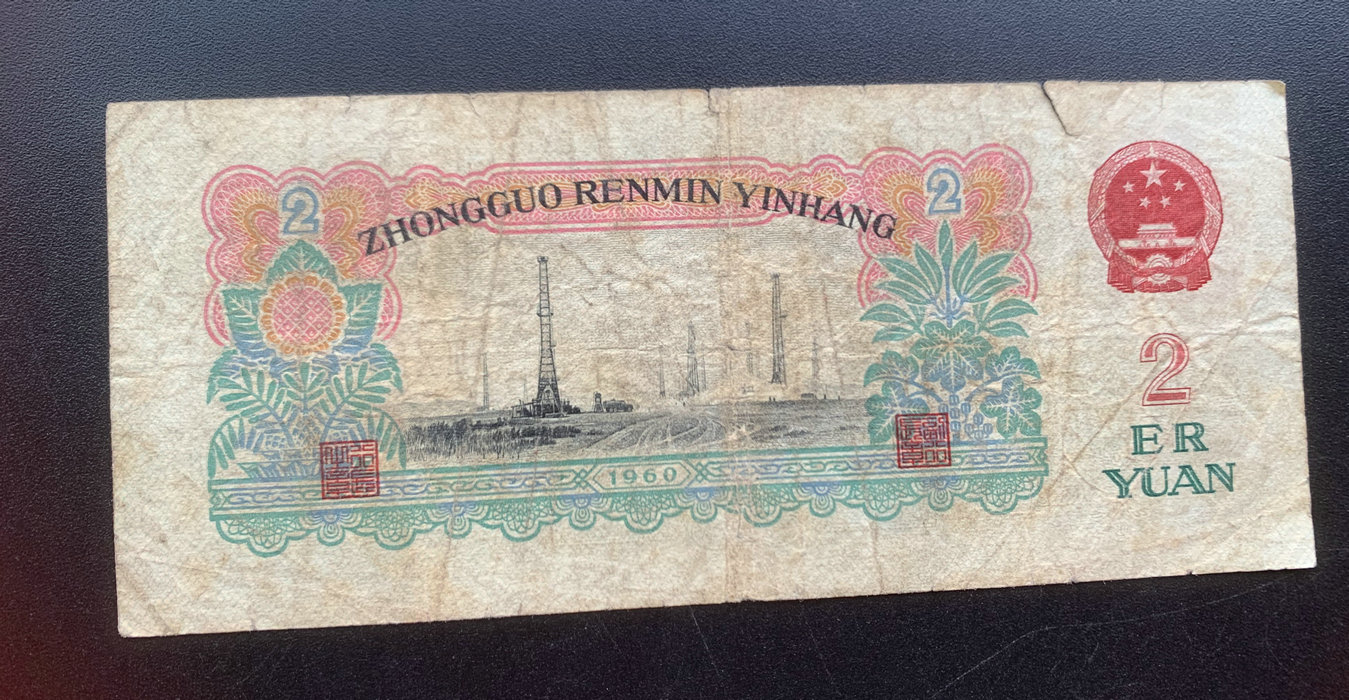 2
2
ZHONGGUO RENMIN YINHANG
1960
2
ER
YUAN